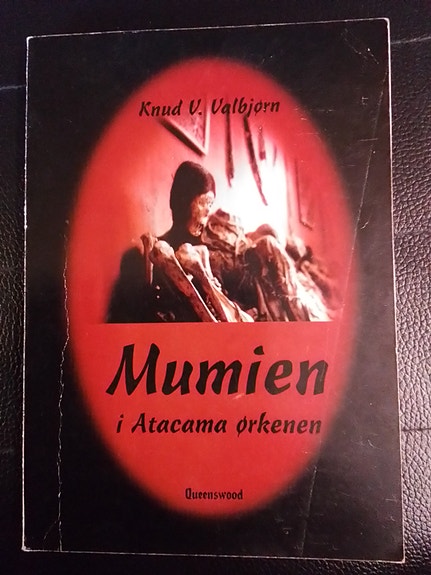 Knud V. Valbjørn
Mumien
i Atacama ørkenen
Queenswood